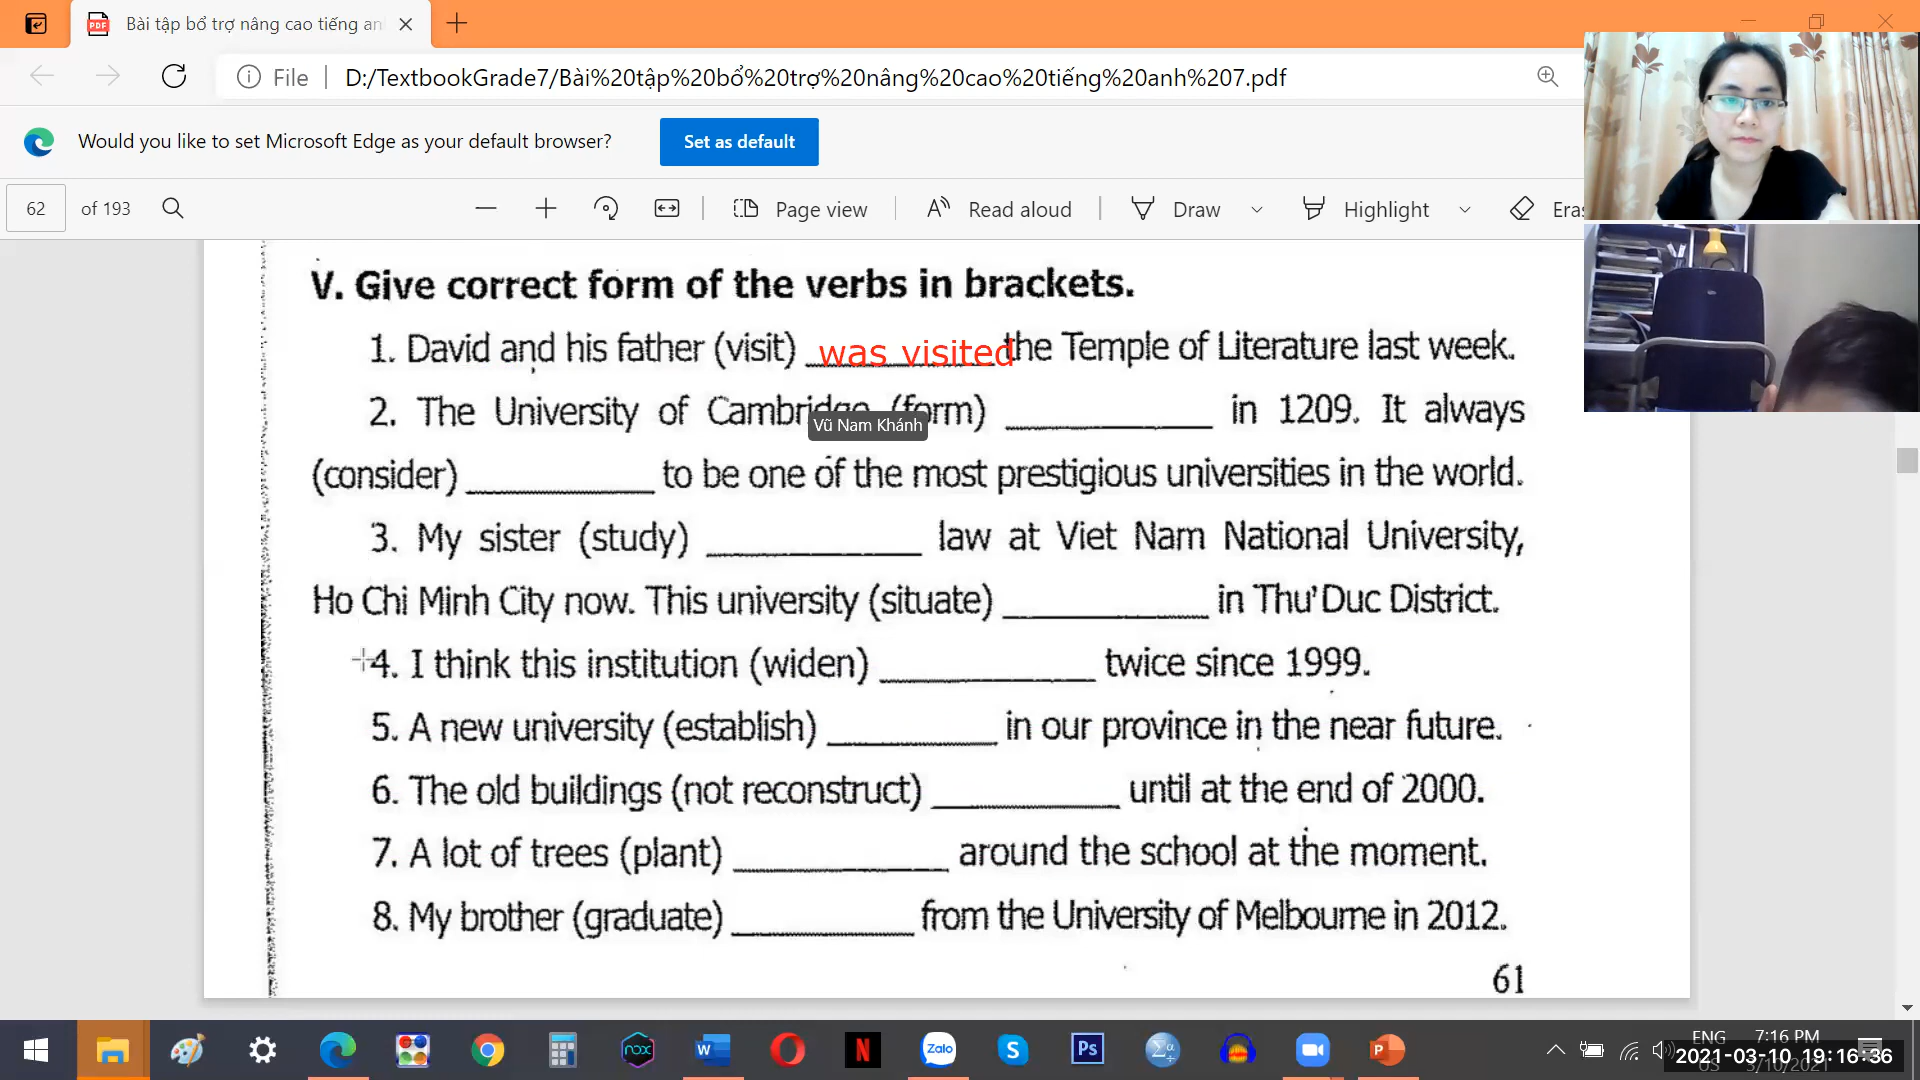 Bài tập bổ trợ nâng cao tiếng an
File
D:/TextbookGrade7/Bài%20tập%20bổ%20trợ%20nâng%20cao%20tiếng%20anh%207.pdf
Would you like to set Microsoft Edge as your default browser?
Set as default
62 of 193
Page view
Read aloud
Draw
Highlight
Eras
V. Give correct form of the verbs in brackets.
1. David and his father (visit) was visited the Temple of Literature last week.
2. The University of Cambridge (form) __________ in 1209. It always
Vũ Nam Khánh
(consider) __________ to be one of the most prestigious universities in the world.
3. My sister (study) __________ law at Viet Nam National University,
Ho Chi Minh City now. This university (situate) __________ in Thu Duc District.
4. I think this institution (widen) __________ twice since 1999.
5. A new university (establish) __________ in our province in the near future.
6. The old buildings (not reconstruct) __________ until at the end of 2000.
7. A lot of trees (plant) __________ around the school at the moment.
8. My brother (graduate) __________ from the University of Melbourne in 2012.
61
nox
W
N
Zalo
S
Ps
Σα
P
ENG
7:16 PM
2021-03-10 19:16:36